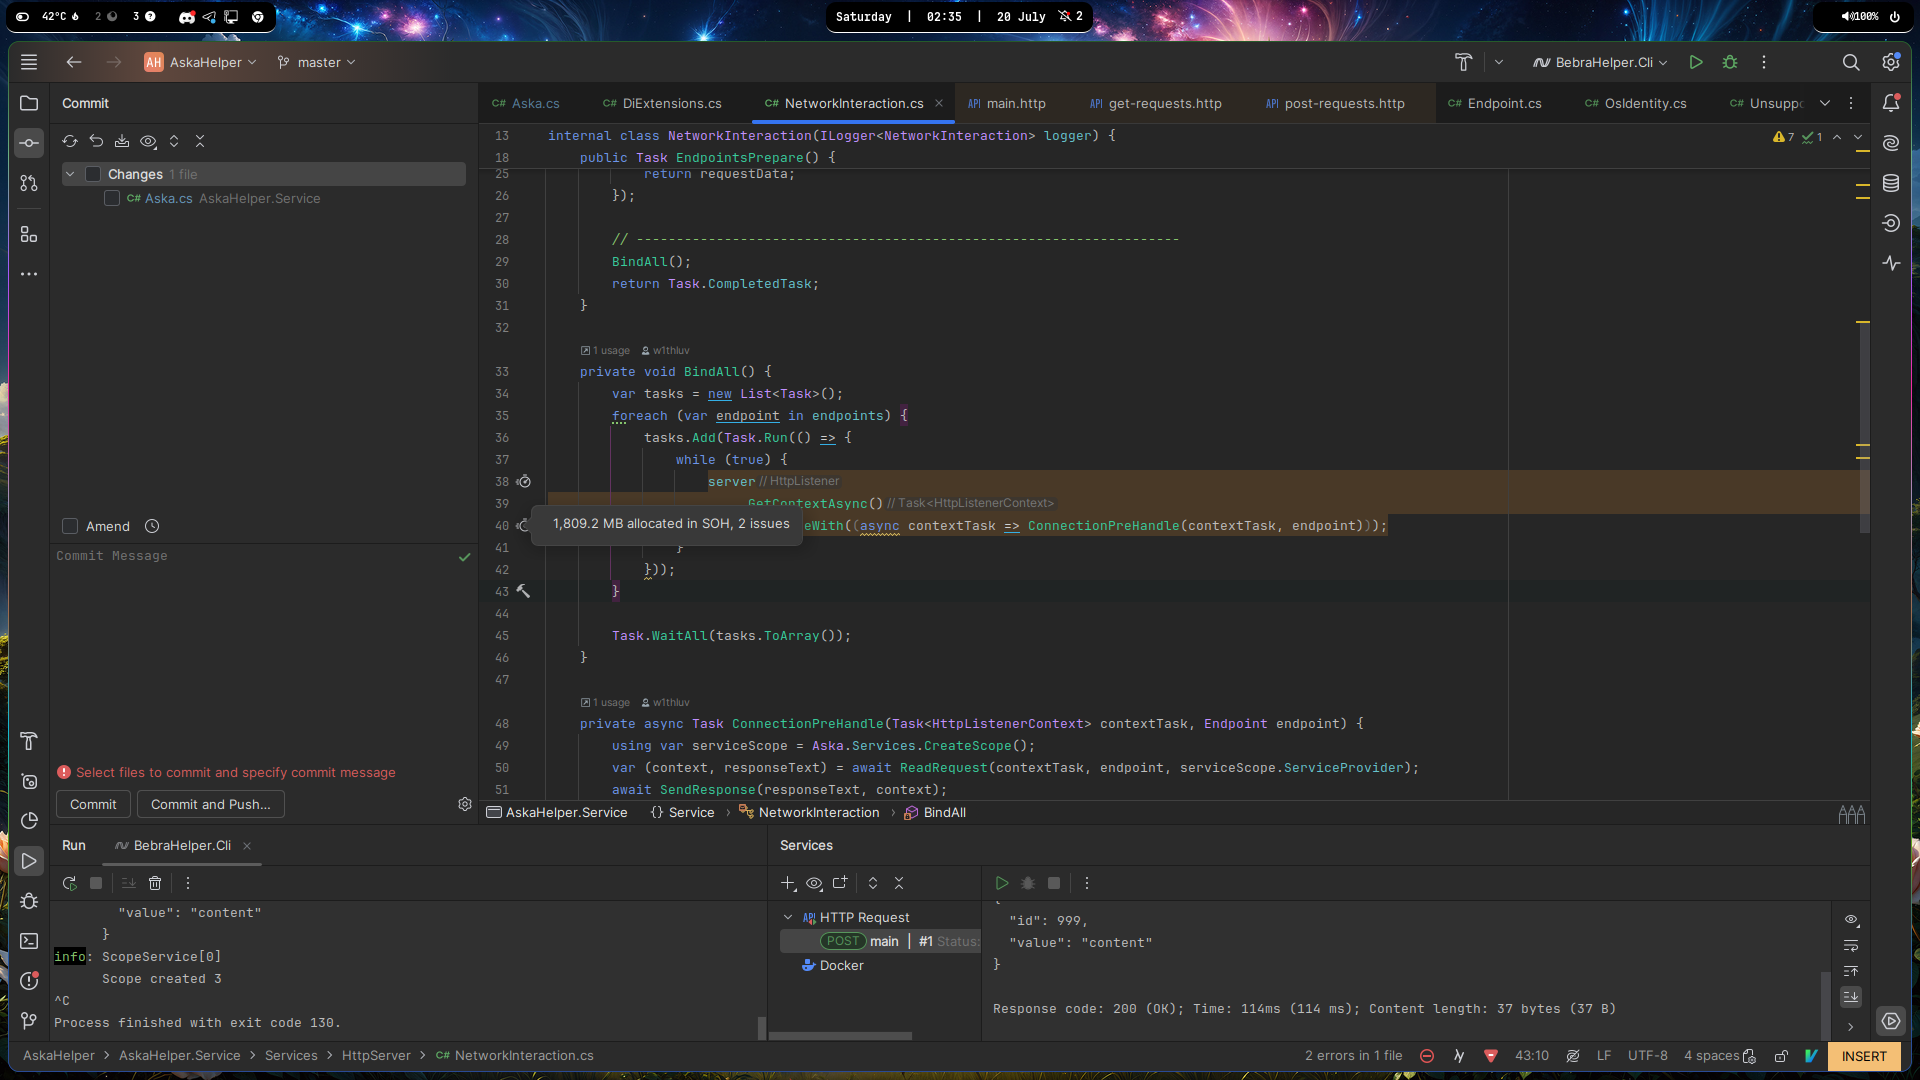 42°C 2 3
Saturday | 02:35 | 20 July 2
100%
AH AskaHelper master
BebraHelper.Cli
Commit
C# Aska.cs C# DiExtensions.cs C# NetworkInteraction.cs API main.http API get-requests.http API post-requests.http C# Endpoint.cs C# OsIdentity.cs C# Unsuppo
Changes 1 file
C# Aska.cs AskaHelper.Service
7 1
13 internal class NetworkInteraction(ILogger<NetworkInteraction> logger) {
18 public Task EndpointsPrepare() {
25 return requestData;
26 });
27
28 // --------------------------------------------------------------------
29 BindAll();
30 return Task.CompletedTask;
31 }
32
1 usage w1thluv
33 private void BindAll() {
34 var tasks = new List<Task>();
35 foreach (var endpoint in endpoints) {
36 tasks.Add(Task.Run(() => {
37 while (true) {
38 server // HttpListener
39 GetContextAsync() // Task<HttpListenerContext>
40 eWith((async contextTask => ConnectionPreHandle(contextTask, endpoint)));
1,809.2 MB allocated in SOH, 2 issues
41 }
42 }));
43 }
44
45 Task.WaitAll(tasks.ToArray());
46 }
47
1 usage w1thluv
48 private async Task ConnectionPreHandle(Task<HttpListenerContext> contextTask, Endpoint endpoint) {
49 using var serviceScope = Aska.Services.CreateScope();
50 var (context, responseText) = await ReadRequest(contextTask, endpoint, serviceScope.ServiceProvider);
51 await SendResponse(responseText, context);
Amend
Commit Message
Select files to commit and specify commit message
Commit Commit and Push...
AskaHelper.Service {} Service › NetworkInteraction › BindAll
Run BebraHelper.Cli
"value": "content"
}
info: ScopeService[0]
Scope created 3
^C
Process finished with exit code 130.
Services
API HTTP Request
POST main | #1 Status:
Docker
{
"id": 999,
"value": "content"
}
Response code: 200 (OK); Time: 114ms (114 ms); Content length: 37 bytes (37 B)
AskaHelper › AskaHelper.Service › Services › HttpServer › C# NetworkInteraction.cs
2 errors in 1 file 43:10 LF UTF-8 4 spaces INSERT